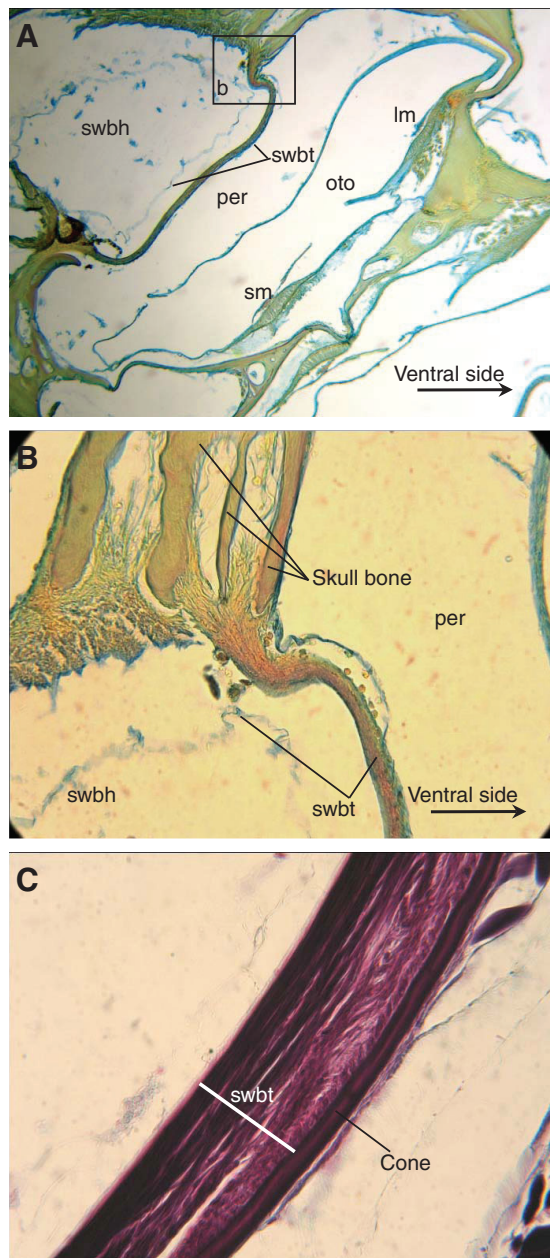 A
b
swbh
lm
swbt
per
oto
sm
Ventral side
B
Skull bone
per
swbh
swbt
Ventral side
C
swbt
Cone